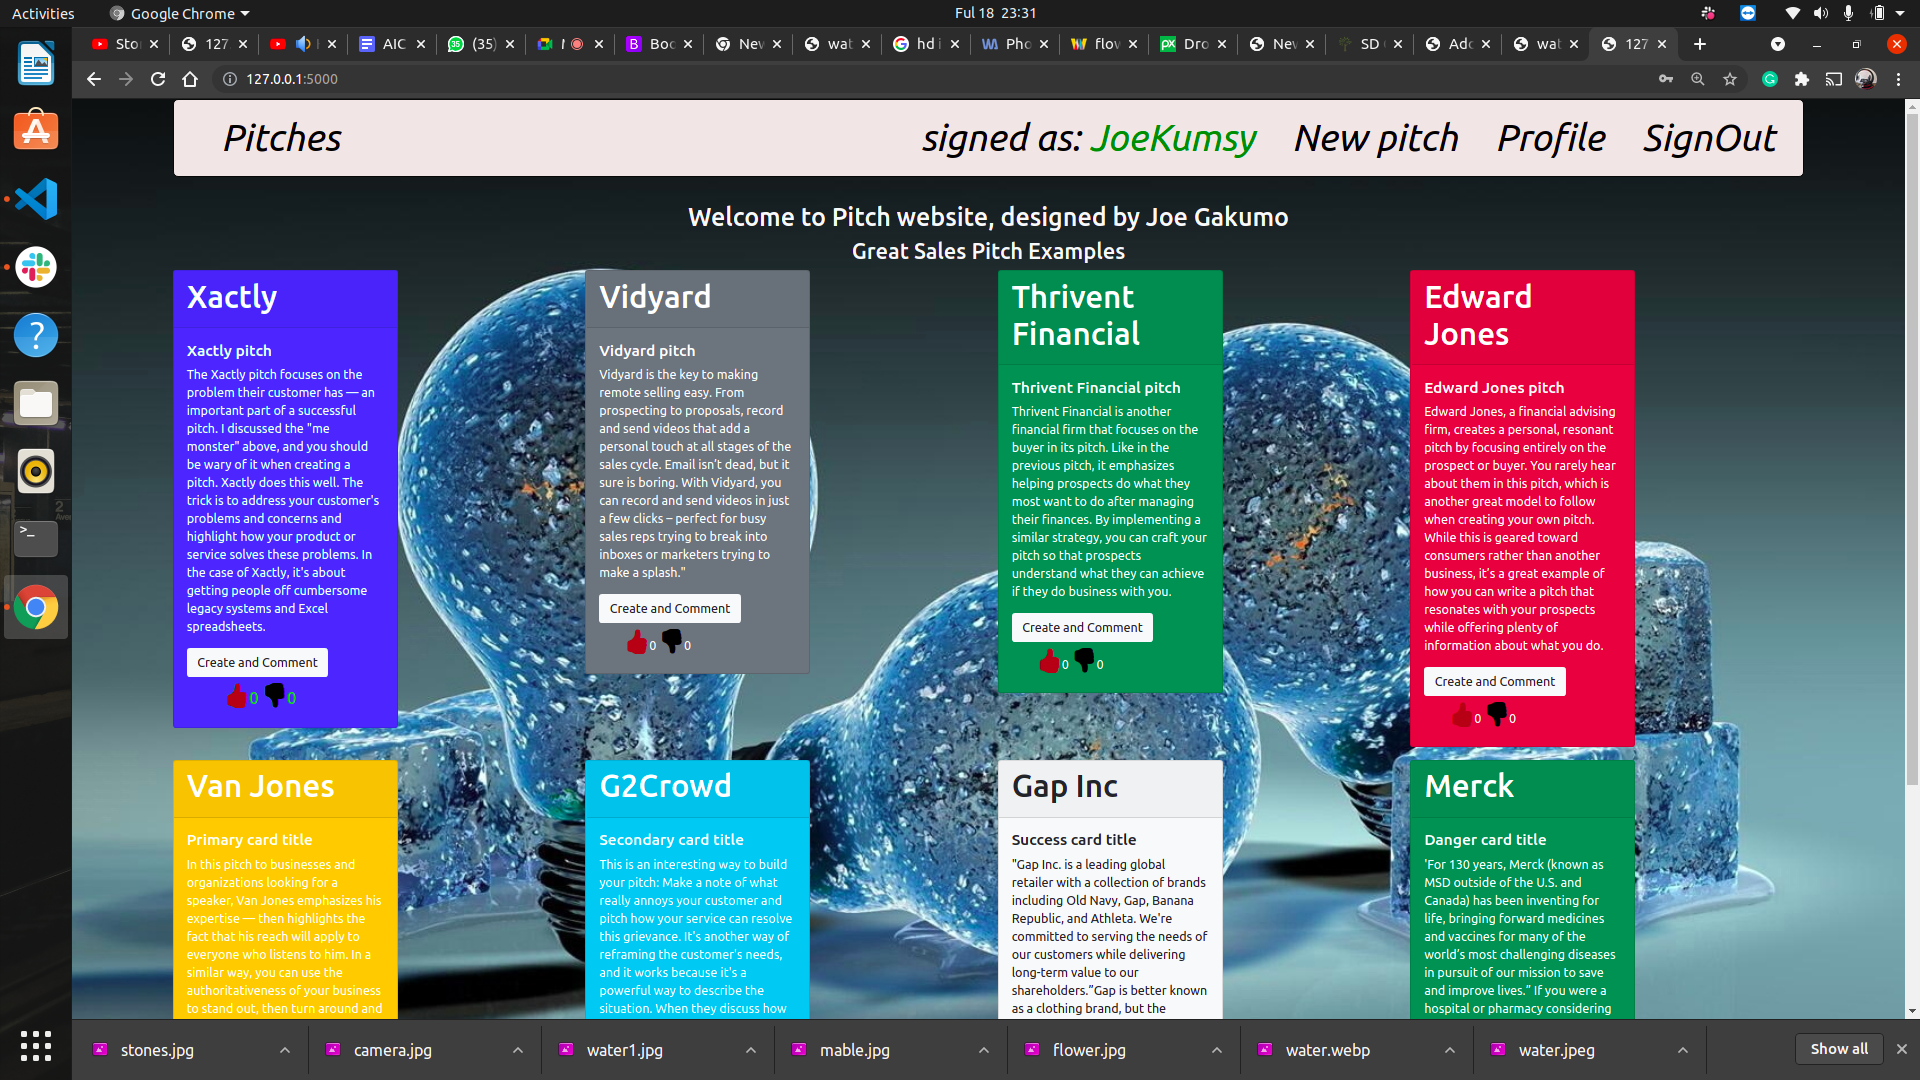 Activities
Google Chrome
Ful 18 23:31
Sto
127
AIC
(35)
Boo
Nev
wat
hd i
Pho
flov
Dro
Nev
SD
Adc
wat
127
127.0.0.1:5000
Pitches
signed as: JoeKumsy
New pitch
Profile
SignOut
Welcome to Pitch website, designed by Joe Gakumo
Great Sales Pitch Examples
Xactly
Xactly pitch
The Xactly pitch focuses on the
problem their customer has — an
important part of a successful
pitch. I discussed the "me
monster" above, and you should
be wary of it when creating a
pitch. Xactly does this well. The
trick is to address your customer's
problems and concerns and
highlight how your product or
service solves these problems. In
the case of Xactly, it's about
getting people off cumbersome
legacy systems and Excel
spreadsheets.
Create and Comment
0 0
Vidyard
Vidyard pitch
Vidyard is the key to making
remote selling easy. From
prospecting to proposals, record
and send videos that add a
personal touch at all stages of the
sales cycle. Email isn’t dead, but it
sure is boring. With Vidyard, you
can record and send videos in just
a few clicks – perfect for busy
sales reps trying to break into
inboxes or marketers trying to
make a splash."
Create and Comment
0 0
Thrivent
Financial
Thrivent Financial pitch
Thrivent Financial is another
financial firm that focuses on the
buyer in its pitch. Like in the
previous pitch, it emphasizes
helping prospects do what they
most want to do after managing
their finances. By implementing a
similar strategy, you can craft your
pitch so that prospects
understand what they can achieve
if they do business with you.
Create and Comment
0 0
Edward
Jones
Edward Jones pitch
Edward Jones, a financial advising
firm, creates a personal, resonant
pitch by focusing entirely on the
prospect or buyer. You rarely hear
about them in this pitch, which is
another great model to follow
when creating your own pitch.
While this is geared toward
consumers rather than another
business, it’s a great example of
how you can write a pitch that
resonates with your prospects
while offering plenty of
information about what you do.
Create and Comment
0 0
Van Jones
Primary card title
In this pitch to businesses and
organizations looking for a
speaker, Van Jones emphasizes his
expertise — then highlights the
fact that his reach will apply to
everyone who listens to him. In a
similar way, you can use the
authoritativeness of your business
to stand out, then turn around and
G2Crowd
Secondary card title
This is an interesting way to build
your pitch: Make a note of what
really annoys your customer and
pitch how your service can resolve
this grievance. It's another way of
reframing the customer's needs,
and it works because it's a
powerful way to describe the
situation. When they discuss how
Gap Inc
Success card title
"Gap Inc. is a leading global
retailer with a collection of brands
including Old Navy, Gap, Banana
Republic, and Athleta. We're
committed to serving the needs of
our customers while delivering
long-term value to our
shareholders.”Gap is better known
as a clothing brand, but the
Merck
Danger card title
'For 130 years, Merck (known as
MSD outside of the U.S. and
Canada) has been inventing for
life, bringing forward medicines
and vaccines for many of the
world’s most challenging diseases
in pursuit of our mission to save
and improve lives.” If you were a
hospital or pharmacy considering
stones.jpg
camera.jpg
water1.jpg
mable.jpg
flower.jpg
water.webp
water.jpeg
Show all